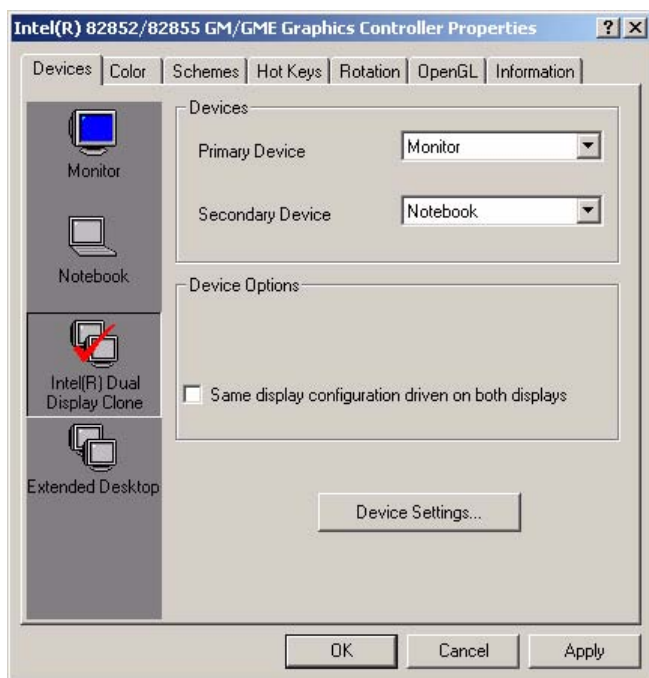 Intel(R) 82852/82855 GM/GME Graphics Controller Properties
Devices Color Schemes Hot Keys Rotation OpenGL Information
Monitor
Notebook
Intel(R) Dual
Display Clone
Extended Desktop
Devices
Primary Device Monitor
Secondary Device Notebook
Device Options
Same display configuration driven on both displays
Device Settings...
OK Cancel Apply